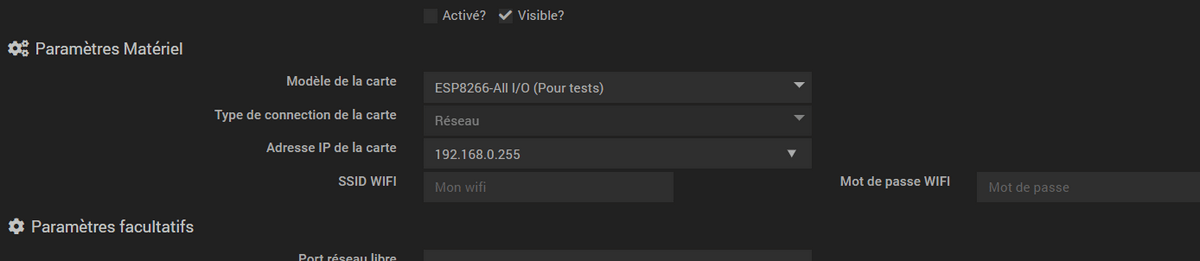 Activé? Visible?
Paramètres Matériel
Modèle de la carte ESP8266-All I/O (Pour tests)
Type de connection de la carte Réseau
Adresse IP de la carte 192.168.0.255
SSID WIFI Mon wifi Mot de passe WIFI Mot de passe
Paramètres facultatifs
Port réseau libre